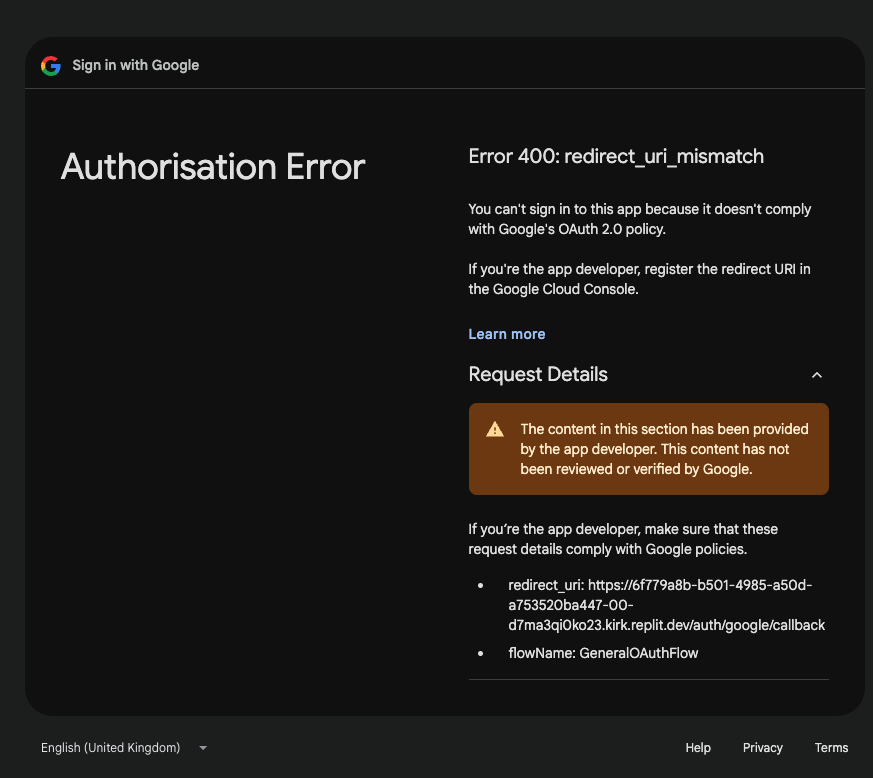 Sign in with Google
Authorisation Error
Error 400: redirect_uri_mismatch
You can't sign in to this app because it doesn't comply
with Google's OAuth 2.0 policy.
If you're the app developer, register the redirect URI in
the Google Cloud Console.
Learn more
Request Details
The content in this section has been provided
by the app developer. This content has not
been reviewed or verified by Google.
If you're the app developer, make sure that these
request details comply with Google policies.
redirect_uri: https://6f779a8b-b501-4985-a50d-
a753520ba447-00-
d7ma3qi0ko23.kirk.replit.dev/auth/google/callback
flowName: GeneralOAuthFlow
English (United Kingdom)
Help
Privacy
Terms